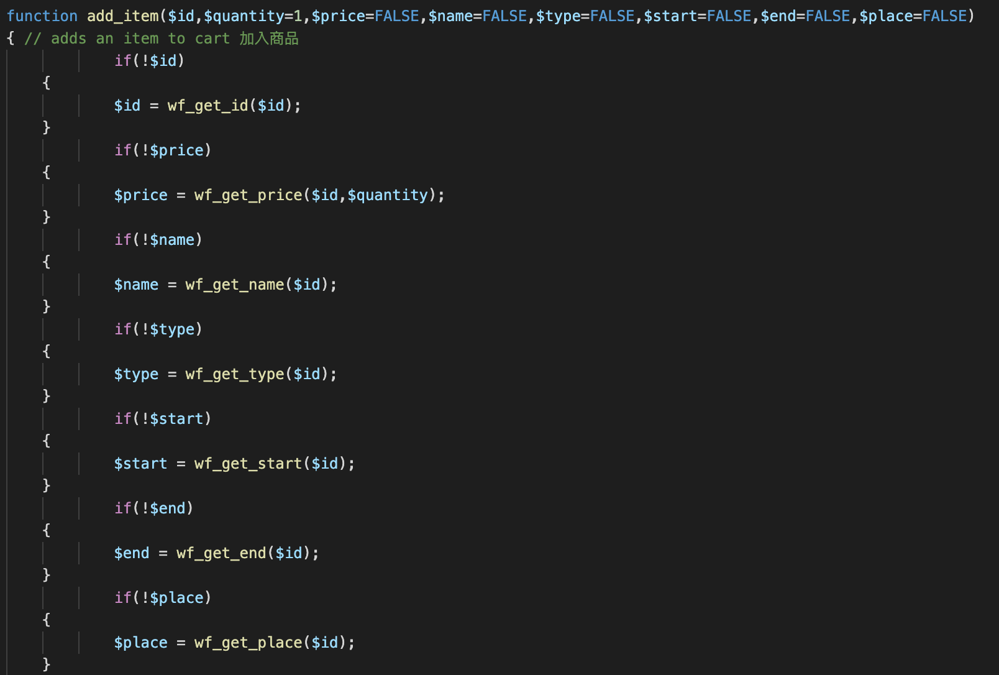 function add_item($id,$quantity=1,$price=FALSE,$name=FALSE,$type=FALSE,$start=FALSE,$end=FALSE,$place=FALSE)
{ // adds an item to cart 加入商品
if(!$id)
{
$id = wf_get_id($id);
}
if(!$price)
{
$price = wf_get_price($id,$quantity);
}
if(!$name)
{
$name = wf_get_name($id);
}
if(!$type)
{
$type = wf_get_type($id);
}
if(!$start)
{
$start = wf_get_start($id);
}
if(!$end)
{
$end = wf_get_end($id);
}
if(!$place)
{
$place = wf_get_place($id);
}